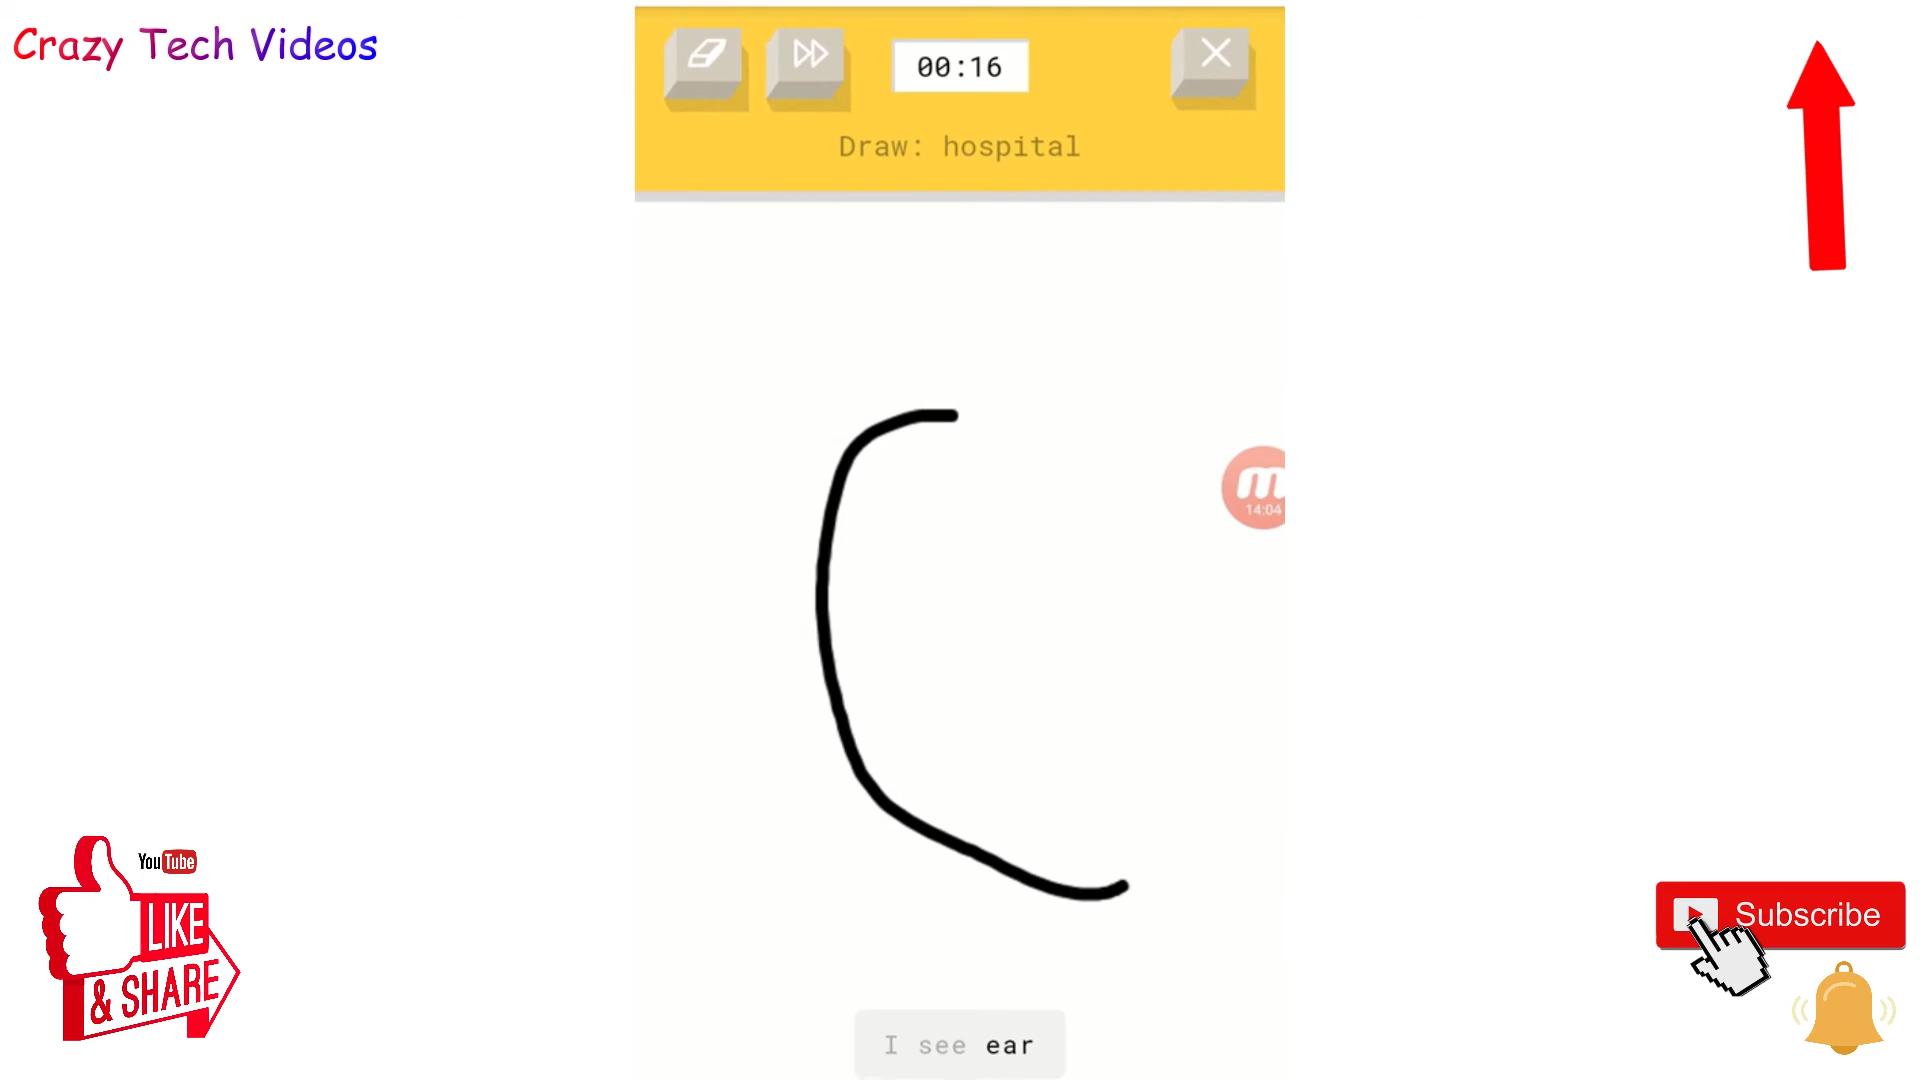 Crazy Tech Videos
00:16
Draw: hospital
m
14:04
YouTube
LIKE
& SHARE
Subscribe
I see ear